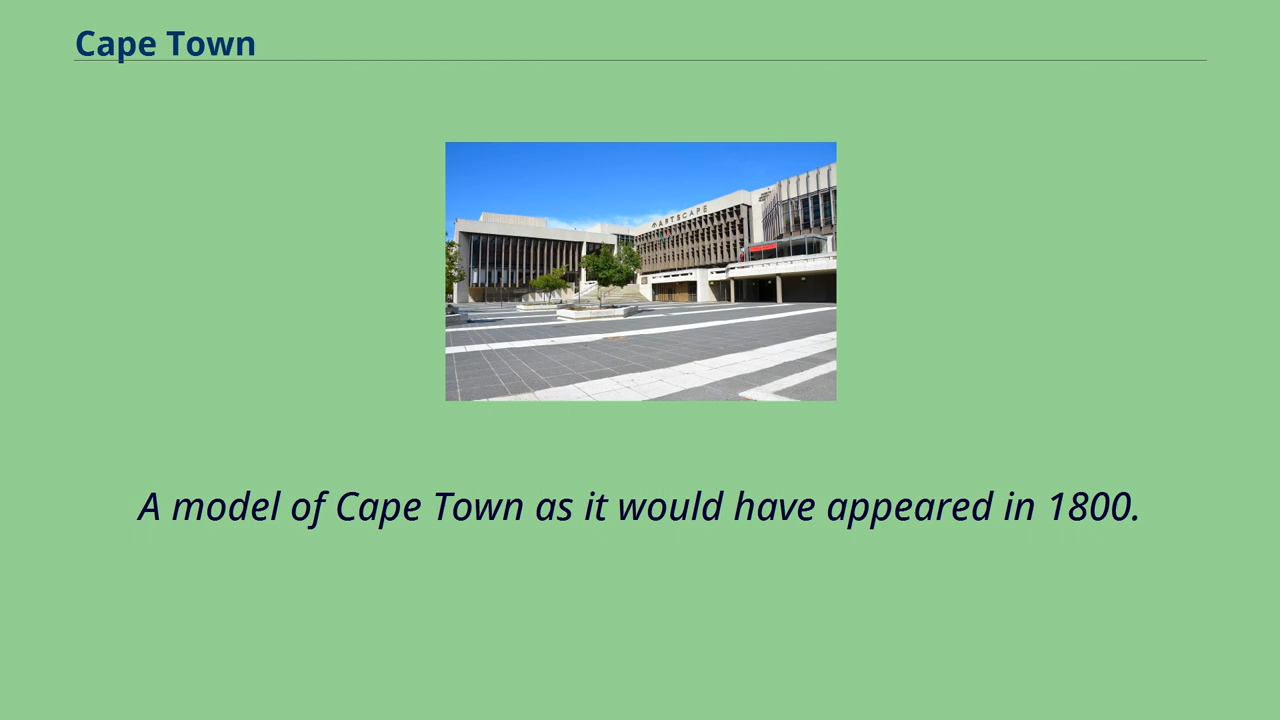 Cape Town
ARTSCAPE
A model of Cape Town as it would have appeared in 1800.